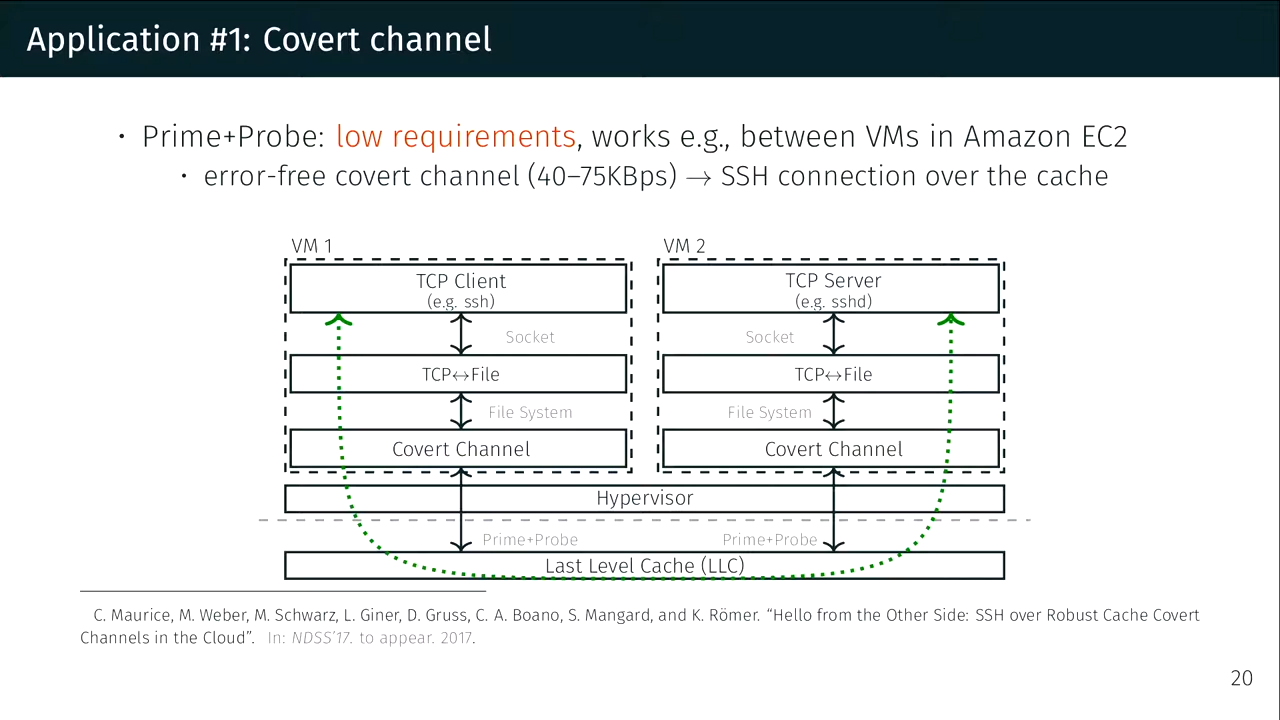 Application #1: Covert channel
• Prime+Probe: low requirements, works e.g., between VMs in Amazon EC2
• error-free covert channel (40–75KBps) → SSH connection over the cache
VM 1
VM 2
TCP Client
(e.g. ssh)
TCP Server
(e.g. sshd)
Socket
Socket
TCP↔File
TCP↔File
File System
File System
Covert Channel
Covert Channel
Hypervisor
Prime+Probe
Prime+Probe
Last Level Cache (LLC)
C. Maurice, M. Weber, M. Schwarz, L. Giner, D. Gruss, C. A. Boano, S. Mangard, and K. Römer. “Hello from the Other Side: SSH over Robust Cache Covert
Channels in the Cloud”. In: NDSS’17. to appear. 2017.
20